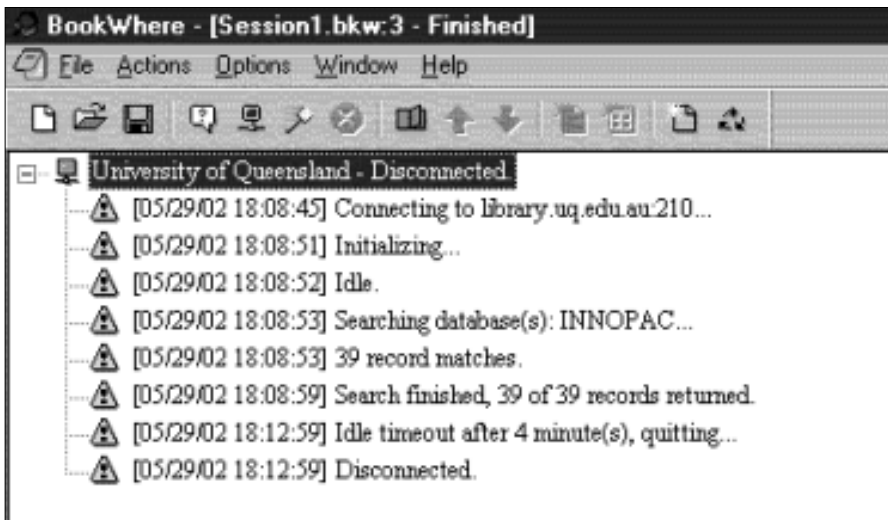 BookWhere - [Session1.bkw:3 - Finished]
File Actions Options Window Help
University of Queensland - Disconnected.
[05/29/02 18:08:45] Connecting to library.uq.edu.au:210...
[05/29/02 18:08:51] Initializing...
[05/29/02 18:08:52] Idle.
[05/29/02 18:08:53] Searching database(s): INNOPAC...
[05/29/02 18:08:53] 39 record matches.
[05/29/02 18:08:59] Search finished, 39 of 39 records returned.
[05/29/02 18:12:59] Idle timeout after 4 minute(s), quitting...
[05/29/02 18:12:59] Disconnected.